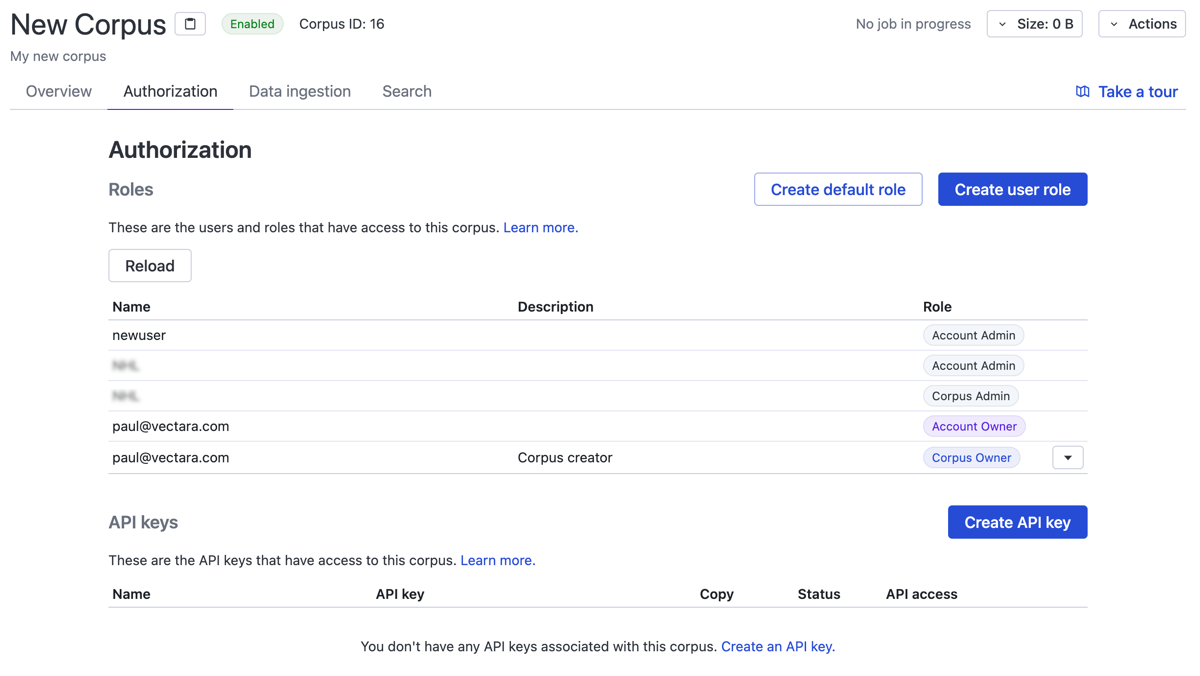 New Corpus Enabled Corpus ID: 16 No job in progress Size: 0 B Actions
My new corpus
Overview Authorization Data ingestion Search Take a tour
Authorization
Roles Create default role Create user role
These are the users and roles that have access to this corpus. Learn more.
Reload
Name Description Role
newuser Account Admin
Account Admin
Corpus Admin
paul@vectara.com Account Owner
paul@vectara.com Corpus creator Corpus Owner
API keys Create API key
These are the API keys that have access to this corpus. Learn more.
Name API key Copy Status API access
You don't have any API keys associated with this corpus. Create an API key.